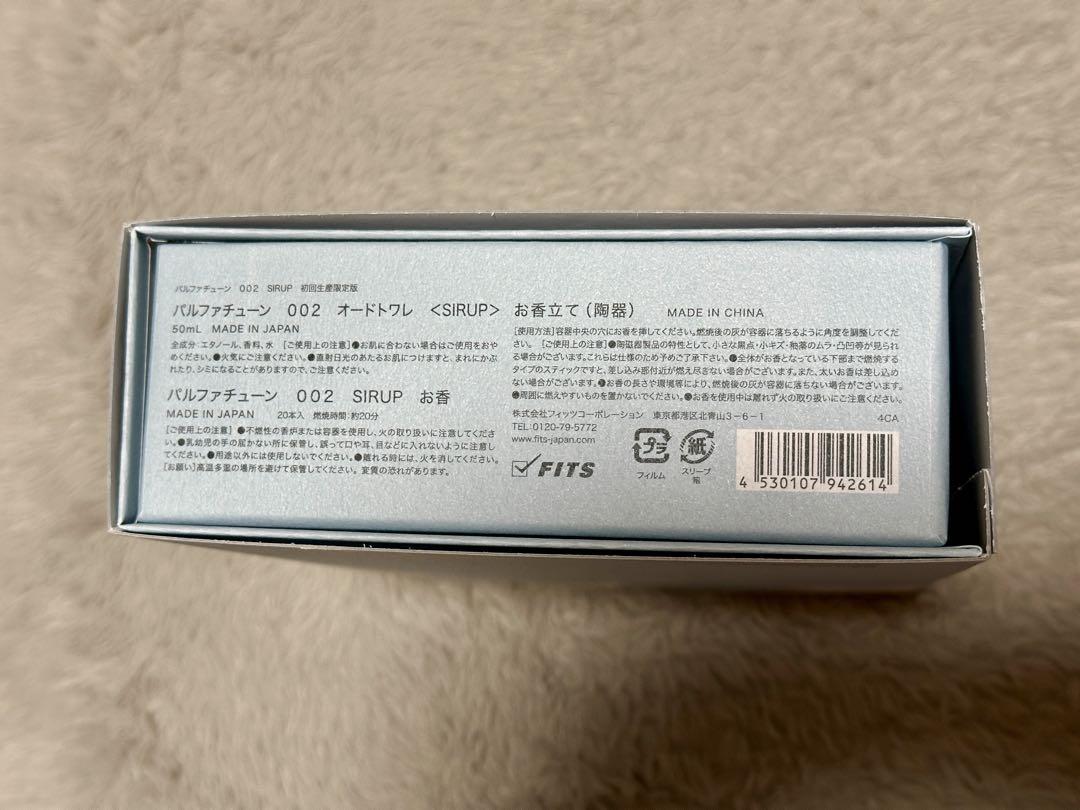 パルファチューン 002 SIRUP 初回生産限定版
パルファチューン 002 オードトワレ 〈SIRUP〉
50mL MADE IN JAPAN
全成分:エタノール、香料、水 [ご使用上の注意]●お肌に合わない場合はご使用をおや
めください。●火気にご注意ください。●直射日光のあたるお肌につけますと、まれにかぶ
れたり、シミになることがありますので、ご注意ください。
パルファチューン 002 SIRUP お香
MADE IN JAPAN 20本入 燃焼時間:約20分
[ご使用上の注意]●不燃性の香炉または容器を使用し、火の取り扱いに注意してくださ
い。●乳幼児の手の届かない所に保管し、誤って口や耳、目などに入れないように注意し
てください。●用途以外には使用しないでください。●離れる時には、火を消してください。
[お願い]高温多湿の場所を避けて保管してください。変質の恐れがあります。
お香立て(陶器) MADE IN CHINA
[使用方法]容器中央の穴にお香を挿してください。燃焼後の灰が容器に落ちるように角度を調整してく
ださい。 [ご使用上の注意]●陶磁器製品の特性として、小さな黒点・小キズ・釉薬のムラ・凸凹等が見られ
る場合がございます。これらは仕様のため予めご了承下さい。●全体がお香となっている下部まで燃焼する
タイプのスティックですと、差し込み部付近が燃え尽きない場合がございます。また、太いお香は差し込め
ない場合がございます。●お香の長さや環境等により、燃焼後の灰が容器に落ちない場合がございます。
●周囲に燃えやすいものを置かないでください。●お香を使用中は離れず火の取り扱いにご注意ください。
株式会社フィッツコーポレーション 東京都港区北青山3-6-1 4CA
TEL:0120-79-5772
www.fits-japan.com
FITS
プラ
フィルム
紙
スリーブ
箱
4 530107 942614